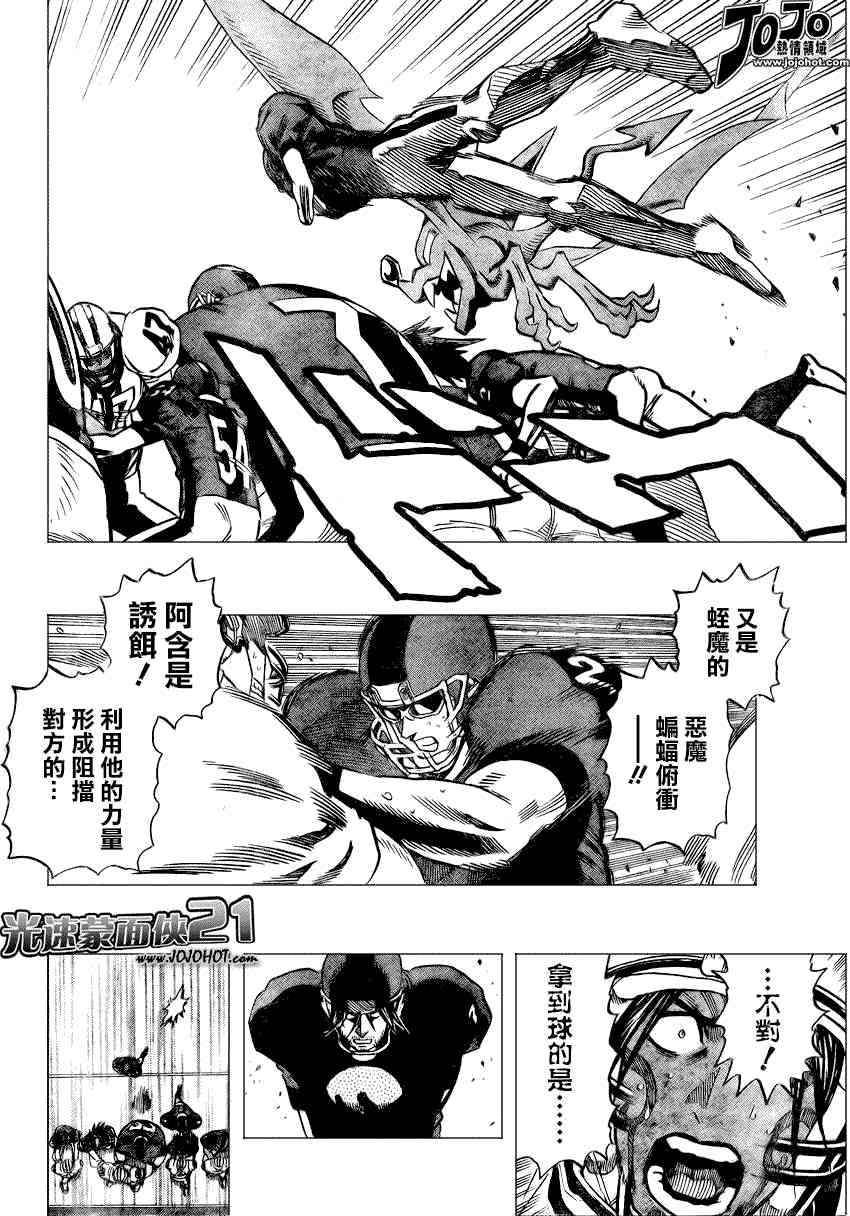 JOJO
熱情領域
www.jojohot.com
54
又是
蛭魔的
惡魔
蝙蝠俯衝
——!!
阿含是
誘餌！
利用他的力量
形成阻擋
對方的…
光速蒙面俠21
www.JOJOHOT.com
…不對！
拿到球的是……